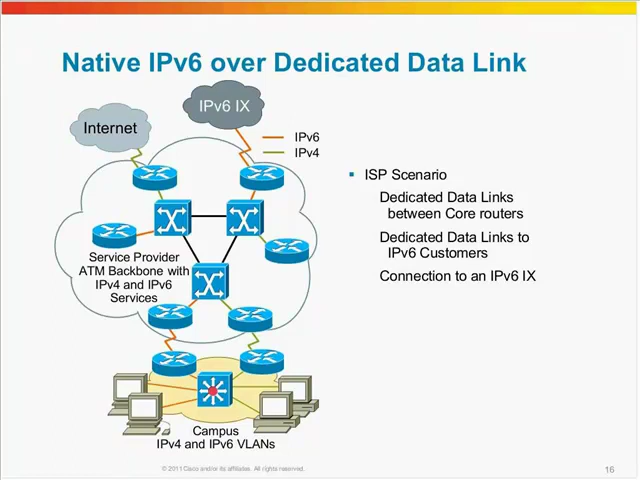 Native IPv6 over Dedicated Data Link
IPv6 IX
Internet
IPv6
IPv4
ISP Scenario
Dedicated Data Links
between Core routers
Dedicated Data Links to
IPv6 Customers
Connection to an IPv6 IX
Service Provider
ATM Backbone with
IPv4 and IPv6
Services
Campus
IPv4 and IPv6 VLANs
© 2011 Cisco and/or its affiliates. All rights reserved.
16